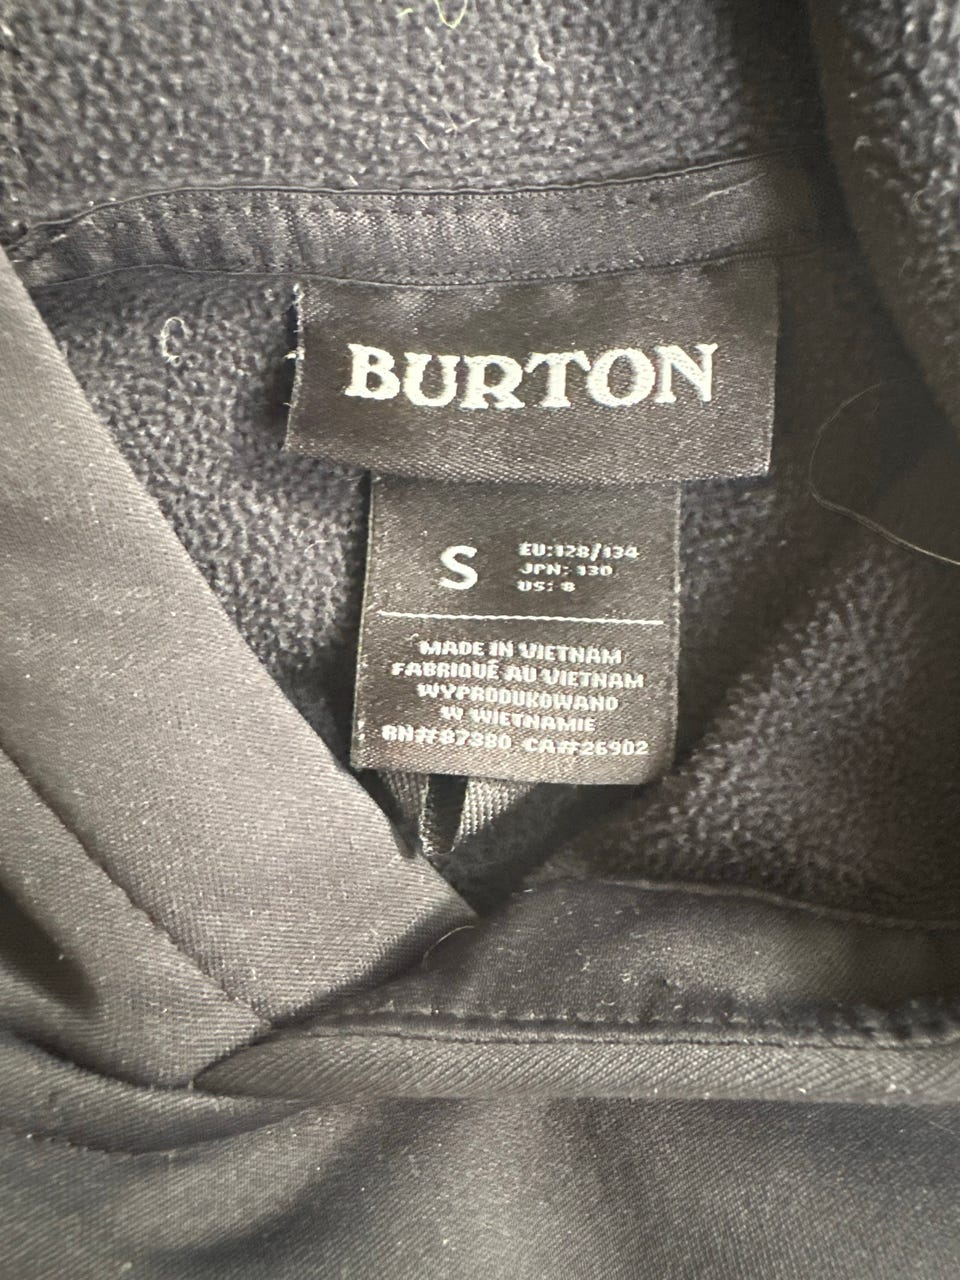 BURTON
S
EU:128/134
JPN: 130
US: 8
MADE IN VIETNAM
FABRIQUÉ AU VIETNAM
WYPRODUKOWANO
W WIETNAMIE
RN#87380 CA#26902